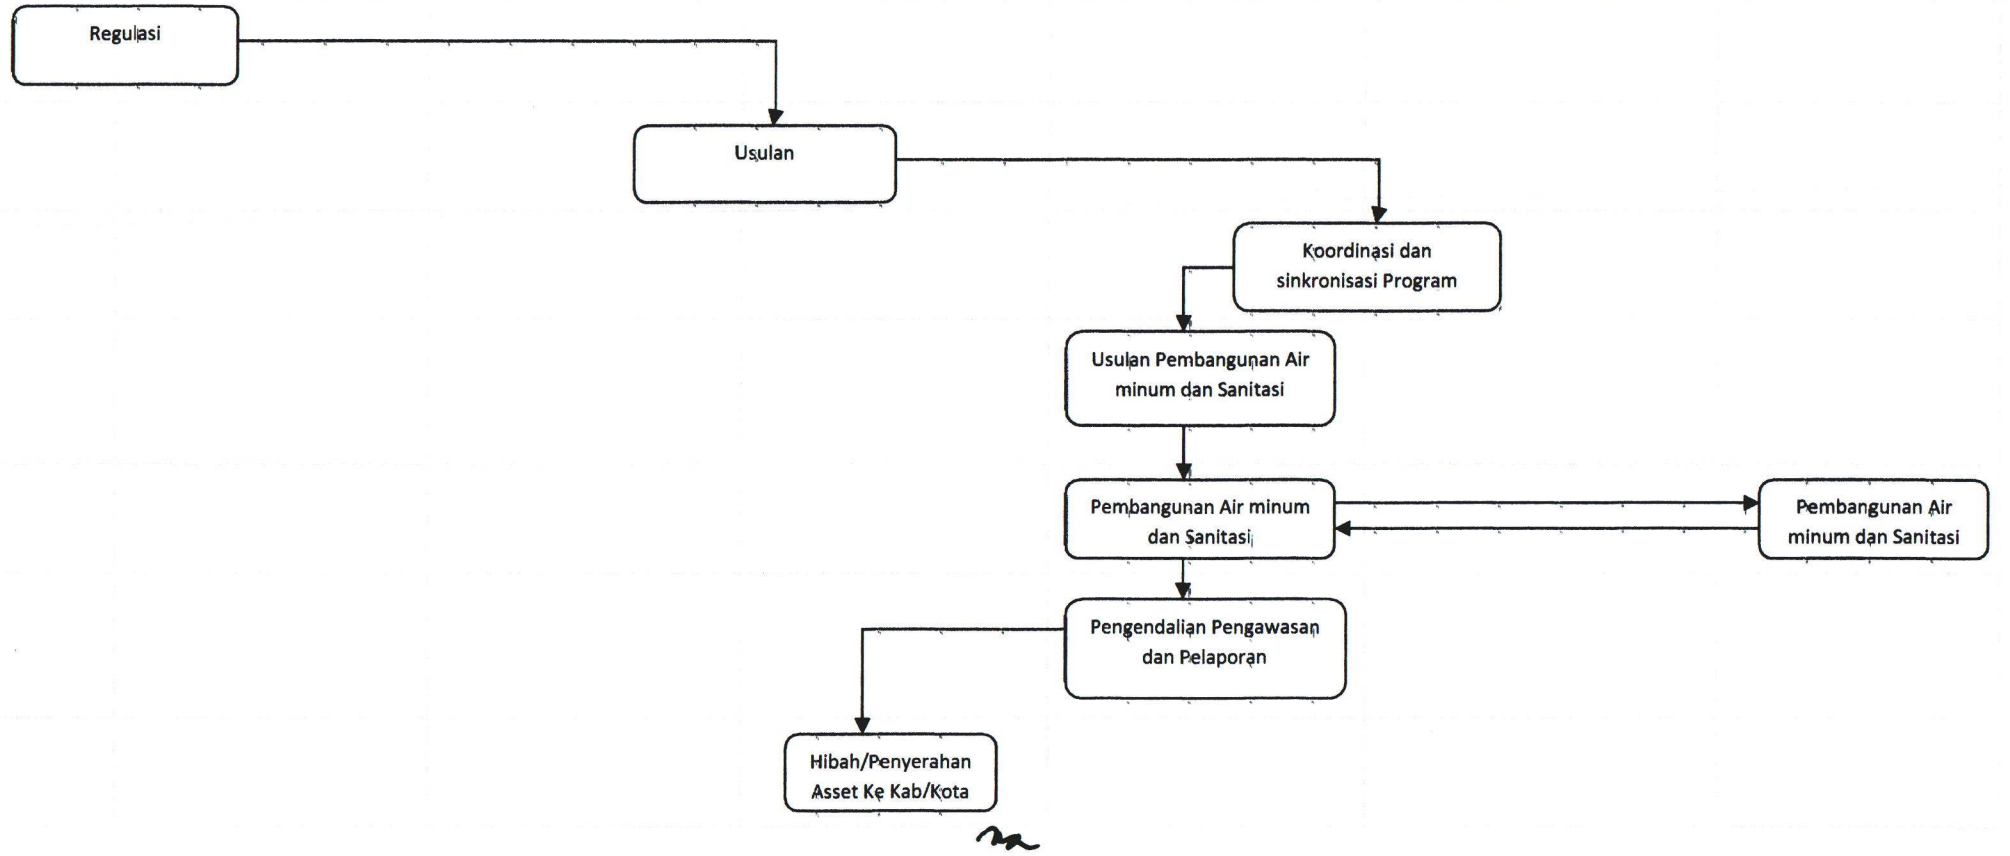 Regulasi
Usulan
Koordinasi dan
sinkronisasi Program
Usulan Pembangunan Air
minum dan Sanitasi
Pembangunan Air minum
dan Sanitasi
Pembangunan Air
minum dan Sanitasi
Pengendalian Pengawasan
dan Pelaporan
Hibah/Penyerahan
Asset Ke Kab/Kota